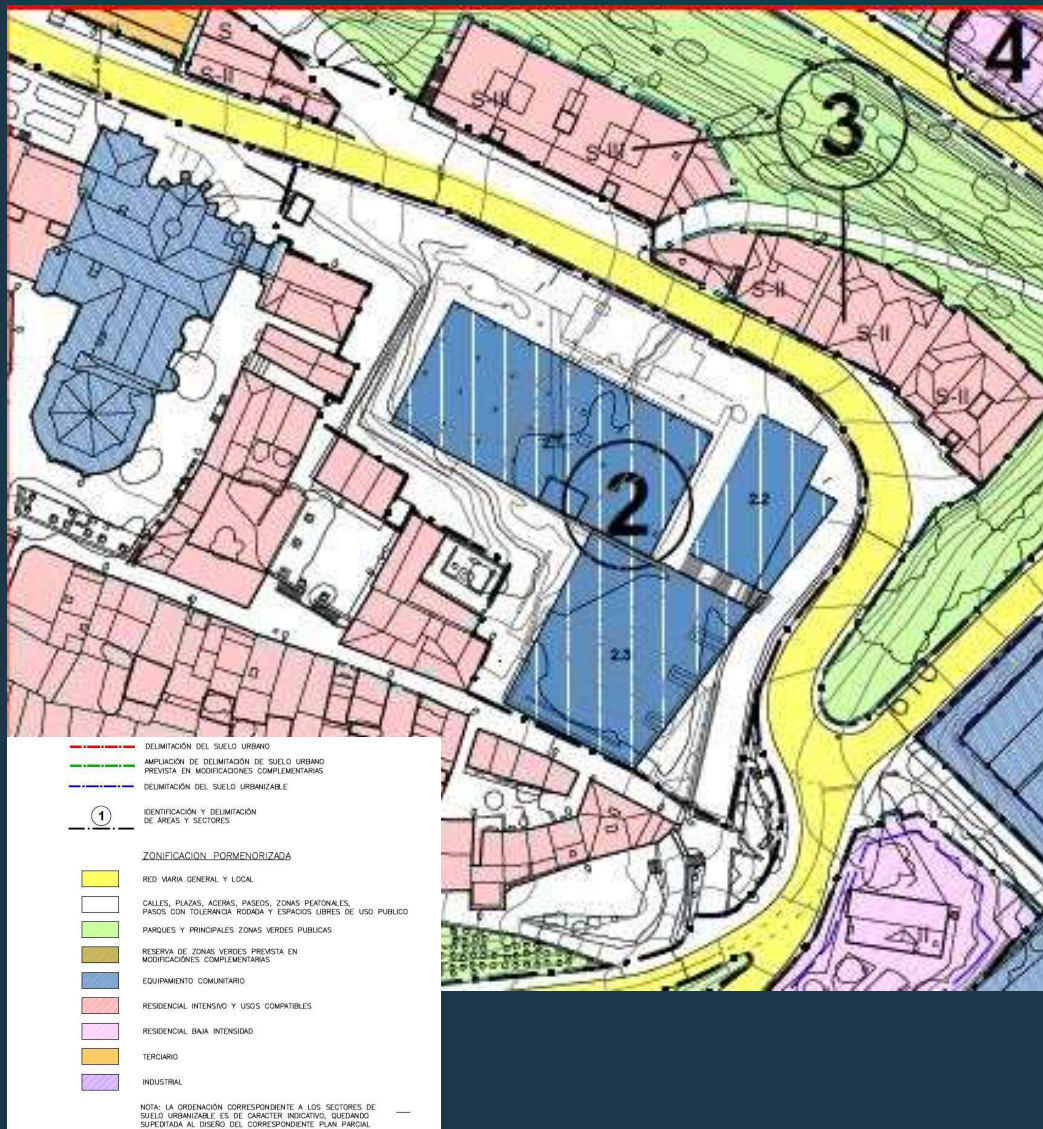 4
S
S-II
3
S-III
S-III
S-II
S-II
S-II
2
2.2
2.3
DELIMITACIÓN DEL SUELO URBANO
AMPLIACIÓN DE DELIMITACIÓN DE SUELO URBANO
PREVISTA EN MODIFICACIONES COMPLEMENTARIAS
DELIMITACIÓN DEL SUELO URBANIZABLE
1
IDENTIFICACIÓN Y DELIMITACIÓN
DE ÁREAS Y SECTORES
ZONIFICACION PORMENORIZADA
RED VIARIA GENERAL Y LOCAL
CALLES, PLAZAS, ACERAS, PASEOS, ZONAS PEATONALES,
PASOS CON TOLERANCIA RODADA Y ESPACIOS LIBRES DE USO PUBLICO
PARQUES Y PRINCIPALES ZONAS VERDES PUBLICAS
RESERVA DE ZONAS VERDES PREVISTA EN
MODIFICACIÓNES COMPLEMENTARIAS
EQUIPAMIENTO COMUNITARIO
RESIDENCIAL INTENSIVO Y USOS COMPATIBLES
RESIDENCIAL BAJA INTENSIDAD
TERCIARIO
INDUSTRIAL
NOTA: LA ORDENACIÓN CORRESPONDIENTE A LOS SECTORES DE
SUELO URBANIZABLE ES DE CARACTER INDICATIVO, QUEDANDO
SUPEDITADA AL DISEÑO DEL CORRESPONDIENTE PLAN PARCIAL